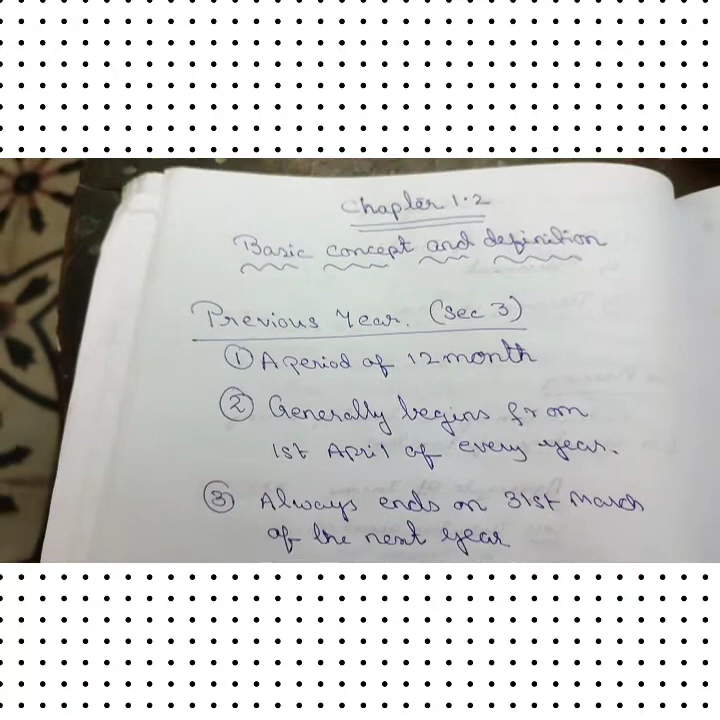 Chapter 1.2
Basic concept and definition
Previous Year. (Sec 3)
① A period of 12 month
② Generally begins from
1st April of every year.
③ Always ends on 31st March
of the next year